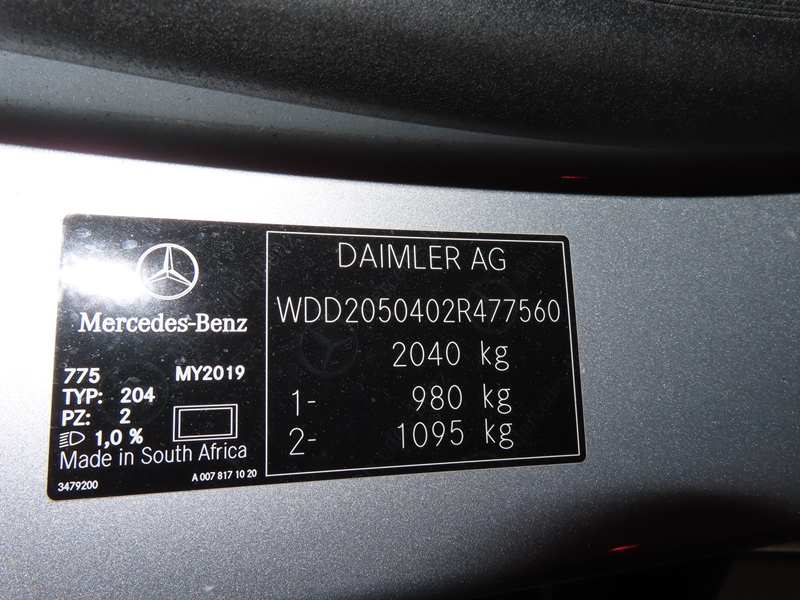 Mercedes-Benz
775 MY2019
TYP: 204
PZ: 2
1,0 %
Made in South Africa
3479200 A 007 817 10 20
DAIMLER AG
WDD2050402R477560
2040 kg
1- 980 kg
2- 1095 kg